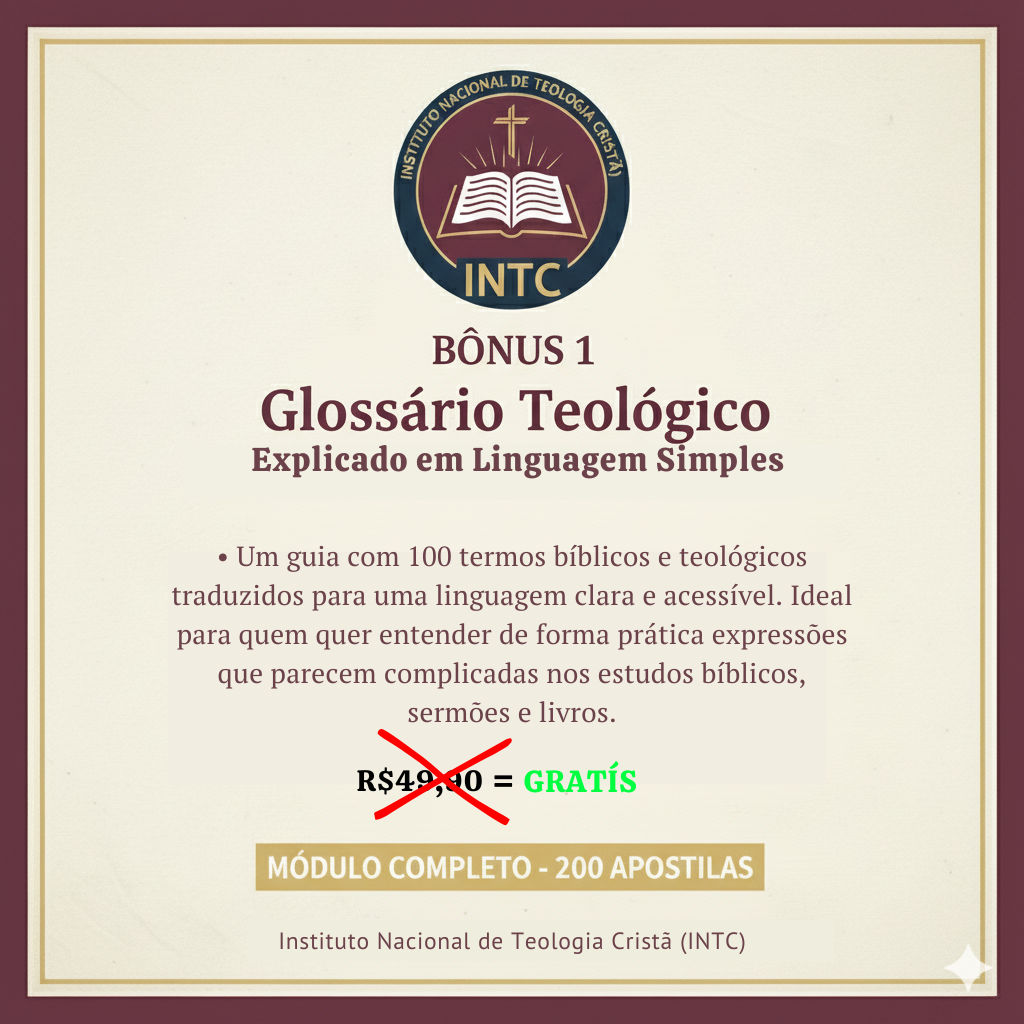 INSTITUTO NACIONAL DE TEOLOGIA CRISTÃ)
INTC
BÔNUS 1
Glossário Teológico
Explicado em Linguagem Simples
• Um guia com 100 termos bíblicos e teológicos
traduzidos para uma linguagem clara e acessível. Ideal
para quem quer entender de forma prática expressões
que parecem complicadas nos estudos bíblicos,
sermões e livros.
R$49,90 = GRATÍS
MÓDULO COMPLETO - 200 APOSTILAS
Instituto Nacional de Teologia Cristã (INTC)